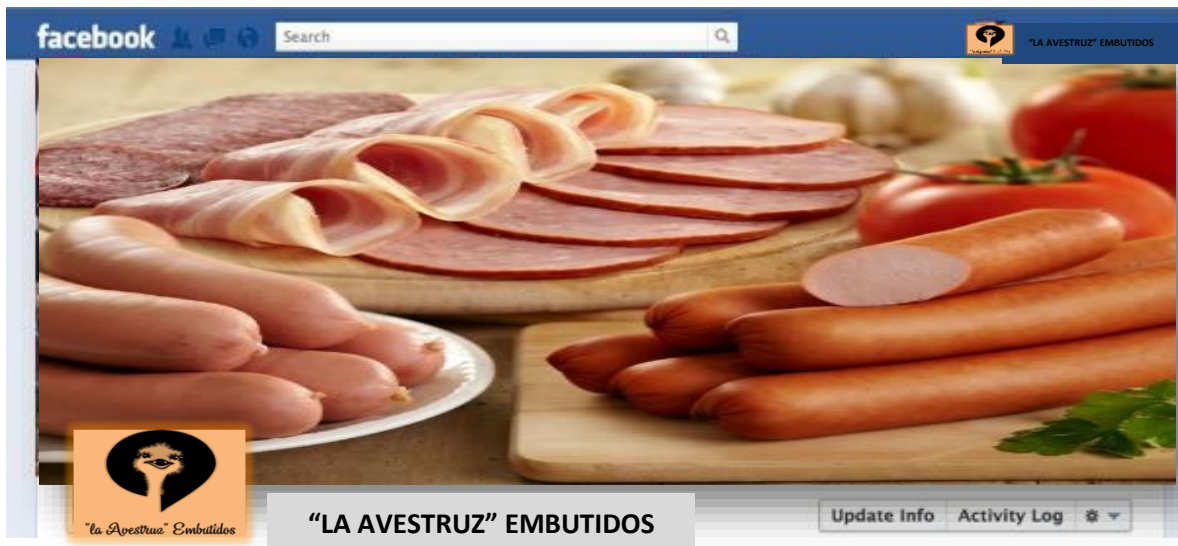 facebook
Search
"LA AVESTRUZ" EMBUTIDOS
"la Avestruz" Embutidos
"LA AVESTRUZ" EMBUTIDOS
Update Info
Activity Log